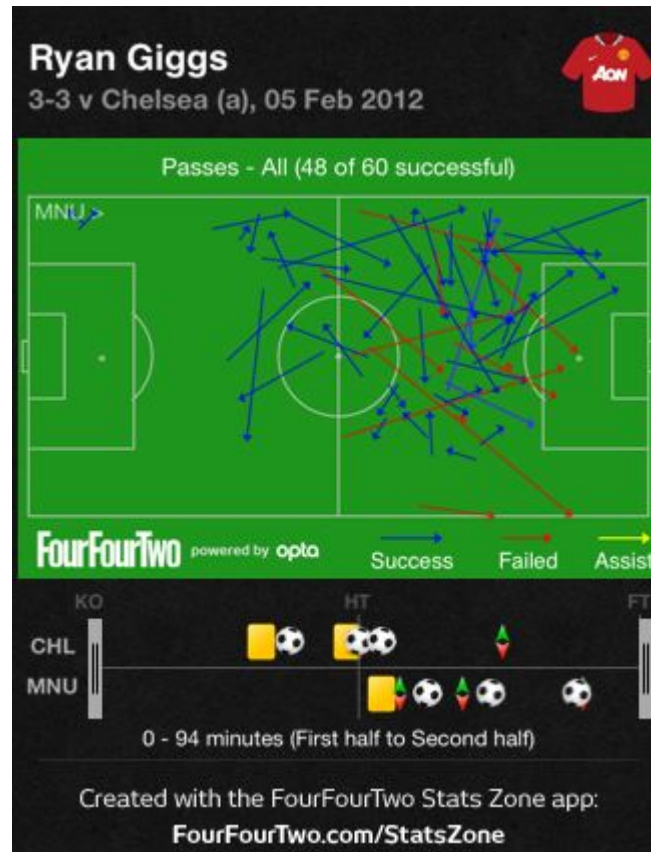 Ryan Giggs
3-3 v Chelsea (a), 05 Feb 2012
AON
Passes - All (48 of 60 successful)
MNU >
FourFourTwo powered by opta
Success Failed Assist
KO HT FT
CHL
MNU
0 - 94 minutes (First half to Second half)
Created with the FourFourTwo Stats Zone app:
FourFourTwo.com/StatsZone